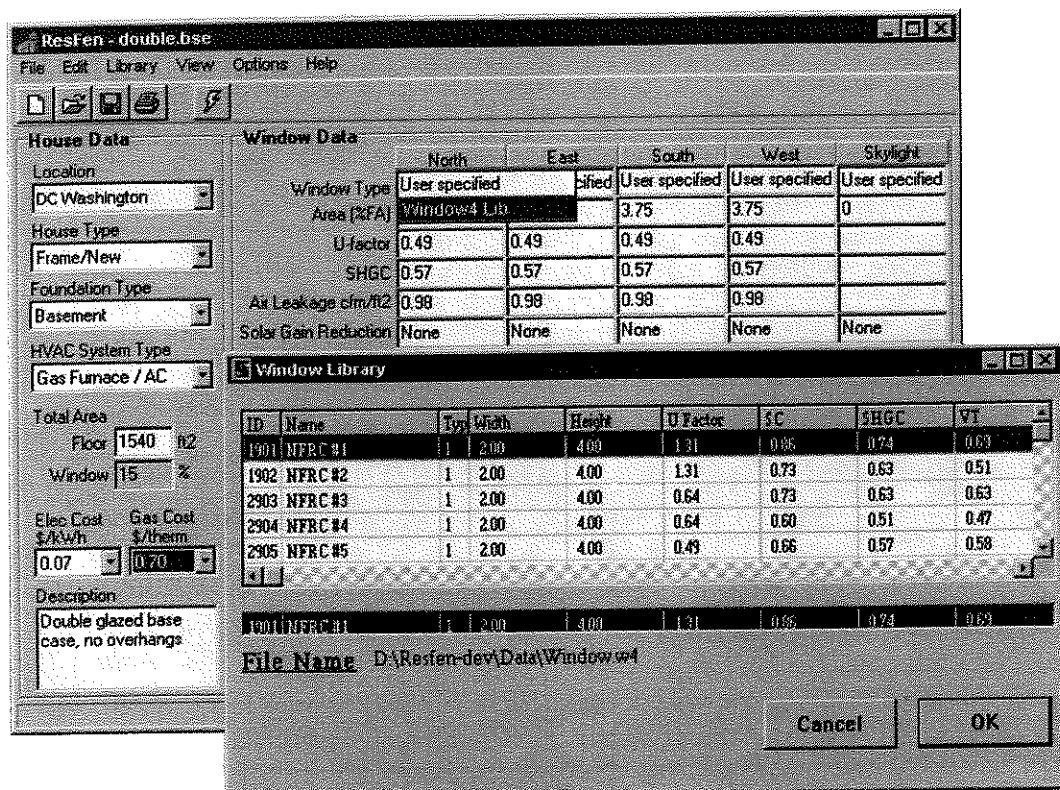 ResFen - double.bse
File Edit Library View Options Help
House Data
Location
DC Washington
House Type
Frame/New
Foundation Type
Basement
HVAC System Type
Gas Furnace / AC
Total Area
Floor 1540 ft2
Window 15 %
Elec Cost Gas Cost
$/kWh $/therm
0.07 0.70
Description
Double glazed base
case, no overhangs
Window Data
North East South West Skylight
Window Type User specified cified User specified User specified User specified
Area (%FA) Window4 Lib 3.75 3.75 0
U-factor 0.49 0.49 0.49 0.49
SHGC 0.57 0.57 0.57 0.57
Air Leakage cfm/ft2 0.98 0.98 0.98 0.98
Solar Gain Reduction None None None None None
Window Library
ID Name Typ Width Height U Factor SC SHGC VT
1901 NFRC #1 1 2.00 4.00 1.31 0.86 0.74 0.69
1902 NFRC #2 1 2.00 4.00 1.31 0.73 0.63 0.51
2903 NFRC #3 1 2.00 4.00 0.64 0.73 0.63 0.63
2904 NFRC #4 1 2.00 4.00 0.64 0.60 0.51 0.47
2905 NFRC #5 1 2.00 4.00 0.49 0.66 0.57 0.58
1901 NFRC #1 1 2.00 4.00 1.31 0.86 0.74 0.69
File Name D:\Resfen-dev\Data\Window.w4
Cancel OK